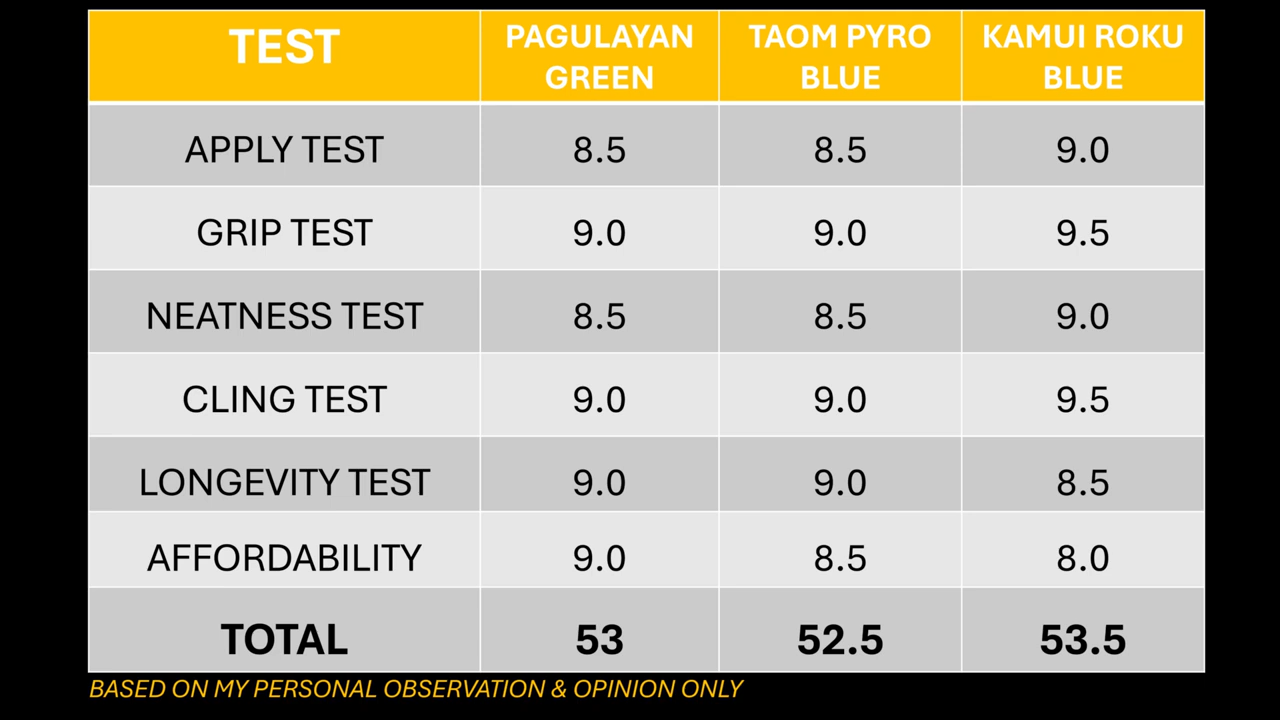 TEST PAGULAYAN GREEN TAOM PYRO BLUE KAMUI ROKU BLUE
APPLY TEST 8.5 8.5 9.0
GRIP TEST 9.0 9.0 9.5
NEATNESS TEST 8.5 8.5 9.0
CLING TEST 9.0 9.0 9.5
LONGEVITY TEST 9.0 9.0 8.5
AFFORDABILITY 9.0 8.5 8.0
TOTAL 53 52.5 53.5
BASED ON MY PERSONAL OBSERVATION & OPINION ONLY